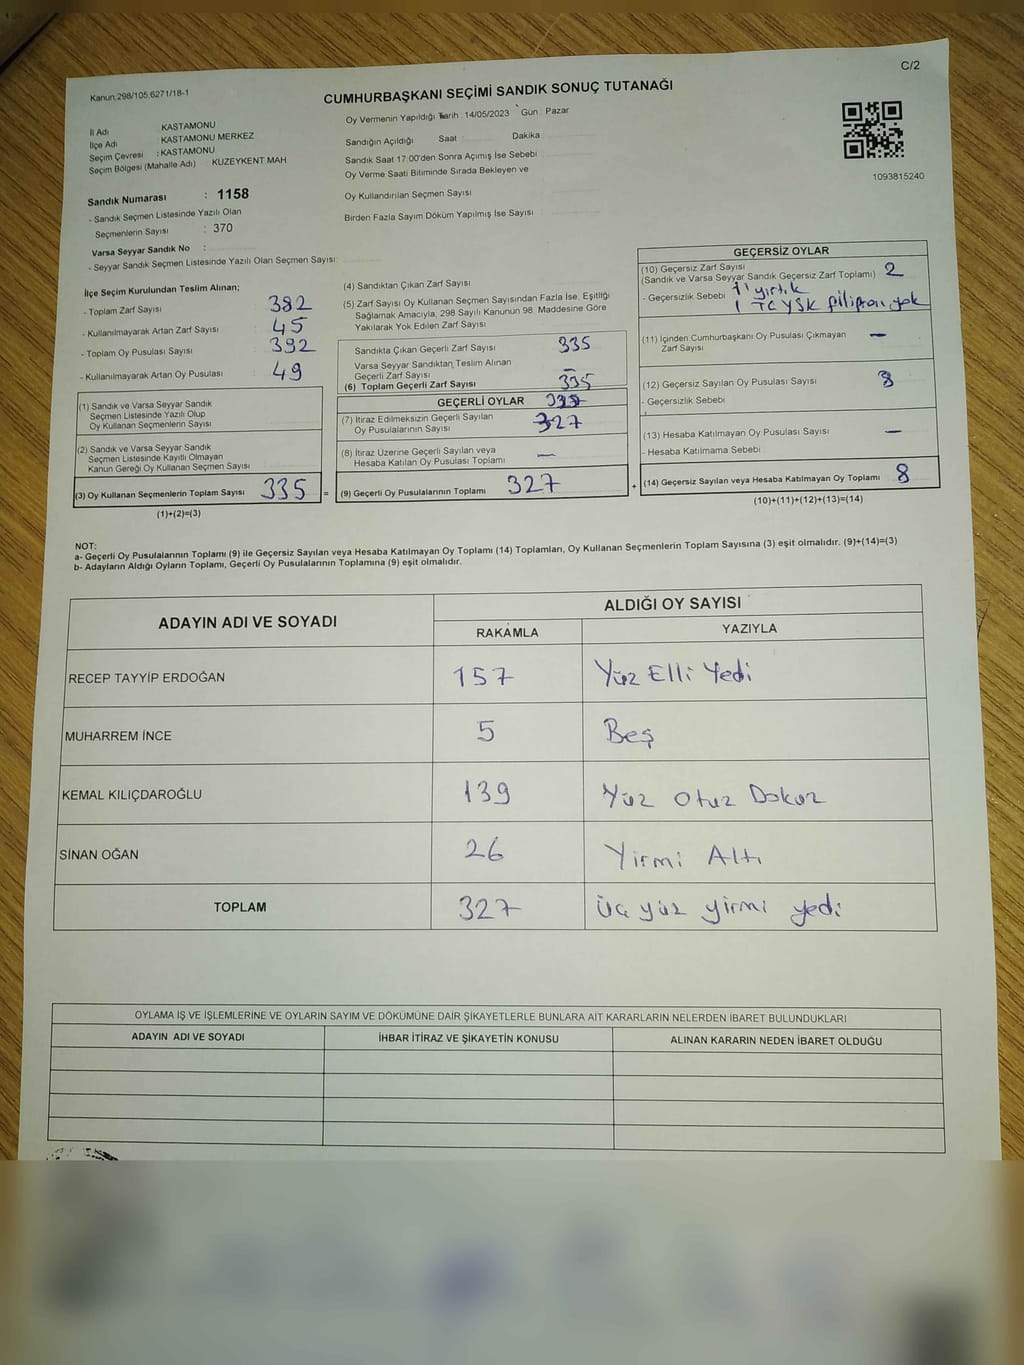 C/2
Kanun:298/105.6271/18-1
CUMHURBAŞKANI SEÇİMİ SANDIK SONUÇ TUTANAĞI
İl Adı : KASTAMONU
İlçe Adı : KASTAMONU MERKEZ
Seçim Çevresi : KASTAMONU
Seçim Bölgesi (Mahalle Adı) : KUZEYKENT MAH
Sandık Numarası : 1158
- Sandık Seçmen Listesinde Yazılı Olan
Seçmenlerin Sayısı : 370
Varsa Seyyar Sandık No :
- Seyyar Sandık Seçmen Listesinde Yazılı Olan Seçmen Sayısı:
Oy Vermenin Yapıldığı Tarih : 14/05/2023 Gün : Pazar
Sandığın Açıldığı Saat Dakika
Sandık Saat 17:00'den Sonra Açımış İse Sebebi
Oy Verme Saati Bitiminde Sırada Bekleyen ve
Oy Kullandırılan Seçmen Sayısı
Birden Fazla Sayım Döküm Yapılmış İse Sayısı
1093815240
İlçe Seçim Kurulundan Teslim Alınan;
- Toplam Zarf Sayısı 382
- Kullanılmayarak Artan Zarf Sayısı 45
- Toplam Oy Pusulası Sayısı 392
- Kullanılmayarak Artan Oy Pusulası 49
(1) Sandık ve Varsa Seyyar Sandık
Seçmen Listesinde Yazılı Olup
Oy Kullanan Seçmenlerin Sayısı
(2) Sandık ve Varsa Seyyar Sandık
Seçmen Listesinde Kayıtlı Olmayan
Kanun Gereği Oy Kullanan Seçmen Sayısı
(3) Oy Kullanan Seçmenlerin Toplam Sayısı 335 =
(1)+(2)=(3)
(4) Sandıktan Çıkan Zarf Sayısı
(5) Zarf Sayısı Oy Kullanan Seçmen Sayısından Fazla İse, Eşitliği
Sağlamak Amacıyla, 298 Sayılı Kanunun 98. Maddesine Göre
Yakılarak Yok Edilen Zarf Sayısı
Sandıkta Çıkan Geçerli Zarf Sayısı 335
Varsa Seyyar Sandıktan Teslim Alınan
Geçerli Zarf Sayısı –
(6) Toplam Geçerli Zarf Sayısı 335
GEÇERLİ OYLAR
(7) İtiraz Edilmeksizin Geçerli Sayılan
Oy Pusulalarının Sayısı 327
(8) İtiraz Üzerine Geçerli Sayılan veya
Hesaba Katılan Oy Pusulası Toplamı –
(9) Geçerli Oy Pusulalarının Toplamı 327 +
GEÇERSİZ OYLAR
(10) Geçersiz Zarf Sayısı 2
(Sandık ve Varsa Seyyar Sandık Geçersiz Zarf Toplamı)
- Geçersizlik Sebebi 1 yırtık
1 TC YSK filigranı yok
(11) İçinden Cumhurbaşkanı Oy Pusulası Çıkmayan
Zarf Sayısı –
(12) Geçersiz Sayılan Oy Pusulası Sayısı
- Geçersizlik Sebebi
(13) Hesaba Katılmayan Oy Pusulası Sayısı –
- Hesaba Katılmama Sebebi
(14) Geçersiz Sayılan veya Hesaba Katılmayan Oy Toplamı 8
(10)+(11)+(12)+(13)=(14)
NOT:
a- Geçerli Oy Pusulalarının Toplamı (9) ile Geçersiz Sayılan veya Hesaba Katılmayan Oy Toplamı (14) Toplamları, Oy Kullanan Seçmenlerin Toplam Sayısına (3) eşit olmalıdır. (9)+(14)=(3)
b- Adayların Aldığı Oyların Toplamı, Geçerli Oy Pusulalarının Toplamına (9) eşit olmalıdır.
ADAYIN ADI VE SOYADI ALDIĞI OY SAYISI
RAKAMLA YAZIYLA
RECEP TAYYİP ERDOĞAN 157 Yüz Elli Yedi
MUHARREM İNCE 5 Beş
KEMAL KILIÇDAROĞLU 139 Yüz Otuz Dokuz
SİNAN OĞAN 26 Yirmi Altı
TOPLAM 327 Üç yüz yirmi yedi
OYLAMA İŞ VE İŞLEMLERİNE VE OYLARIN SAYIM VE DÖKÜMÜNE DAİR ŞİKAYETLERLE BUNLARA AİT KARARLARIN NELERDEN İBARET BULUNDUKLARI
ADAYIN ADI VE SOYADI İHBAR İTİRAZ VE ŞİKAYETİN KONUSU ALINAN KARARIN NEDEN İBARET OLDUĞU